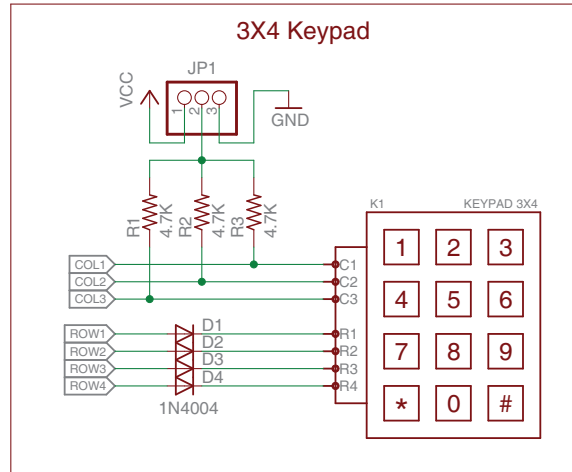 3X4 Keypad
JP1
VCC
1
2
3
GND
R1
4.7K
R2
4.7K
R3
4.7K
K1
KEYPAD 3X4
COL1
COL2
COL3
C1
C2
C3
ROW1
ROW2
ROW3
ROW4
D1
D2
D3
D4
1N4004
R1
R2
R3
R4
1 2 3
4 5 6
7 8 9
* 0 #